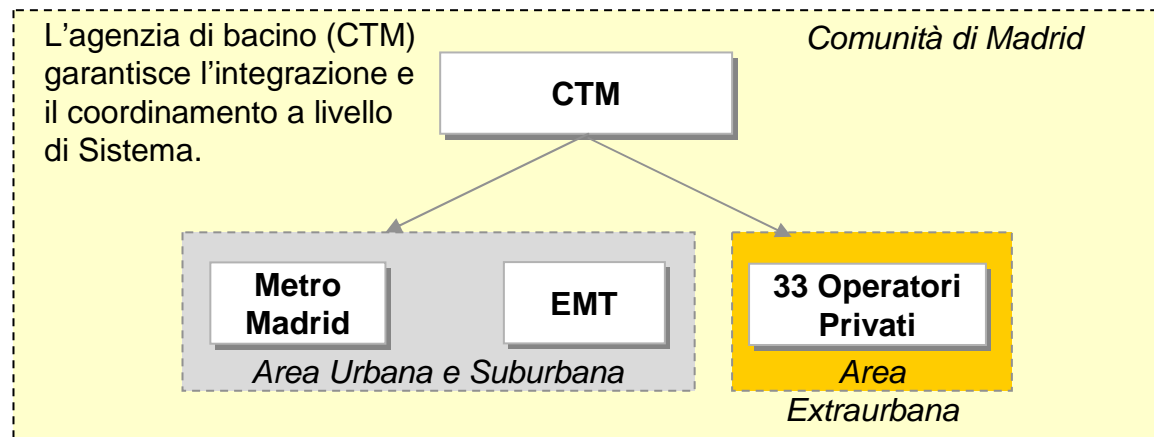 L'agenzia di bacino (CTM)
garantisce l'integrazione e
il coordinamento a livello
di Sistema.
Comunità di Madrid
CTM
Metro
Madrid
EMT
Area Urbana e Suburbana
33 Operatori
Privati
Area
Extraurbana